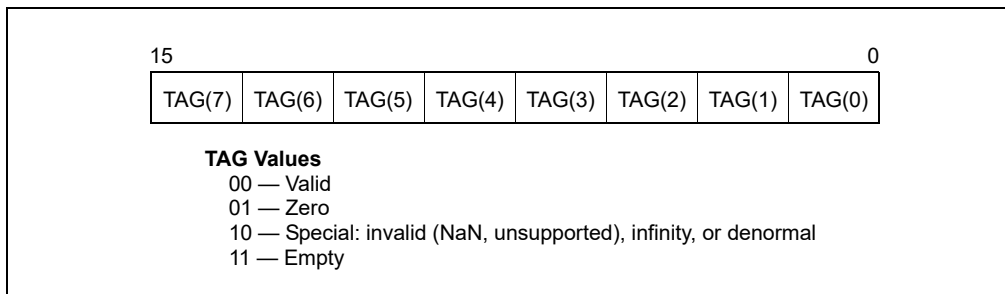 15 0
TAG(7) TAG(6) TAG(5) TAG(4) TAG(3) TAG(2) TAG(1) TAG(0)
TAG Values
00 — Valid
01 — Zero
10 — Special: invalid (NaN, unsupported), infinity, or denormal
11 — Empty